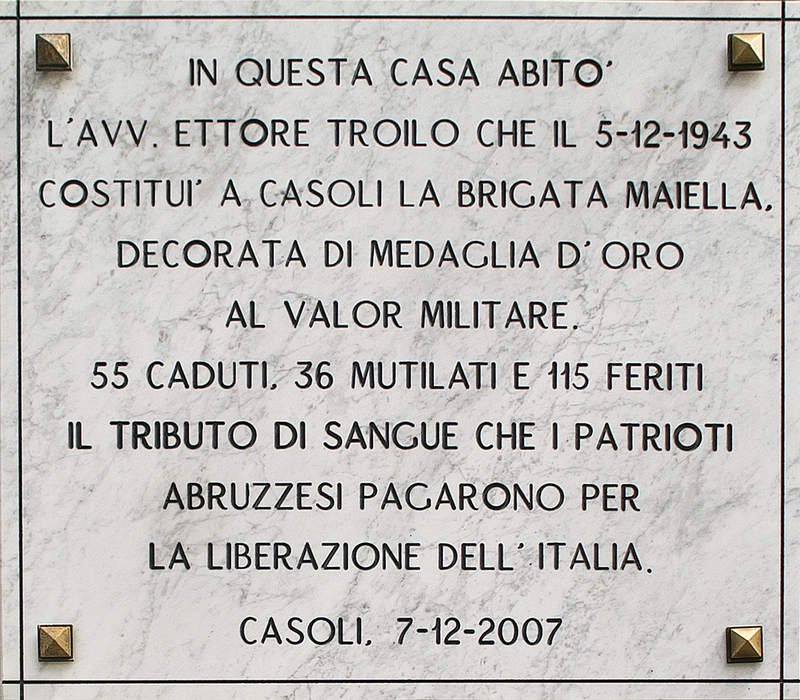 IN QUESTA CASA ABITO'
L'AVV. ETTORE TROILO CHE IL 5-12-1943
COSTITUI' A CASOLI LA BRIGATA MAIELLA,
DECORATA DI MEDAGLIA D'ORO
AL VALOR MILITARE.
55 CADUTI, 36 MUTILATI E 115 FERITI
IL TRIBUTO DI SANGUE CHE I PATRIOTI
ABRUZZESI PAGARONO PER
LA LIBERAZIONE DELL'ITALIA.
CASOLI, 7-12-2007